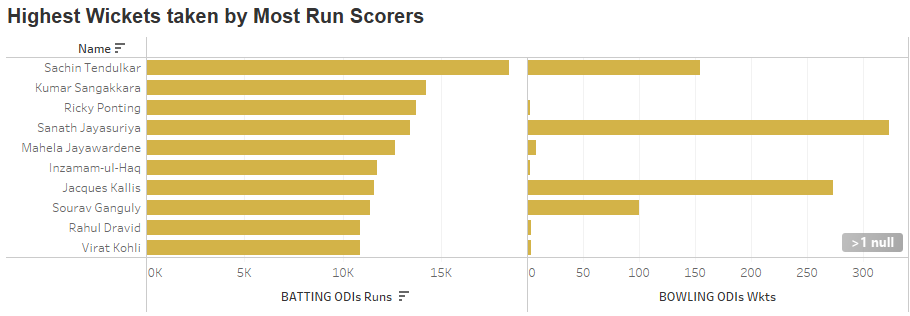 Highest Wickets taken by Most Run Scorers
Name
Sachin Tendulkar
Kumar Sangakkara
Ricky Ponting
Sanath Jayasuriya
Mahela Jayawardene
Inzamam-ul-Haq
Jacques Kallis
Sourav Ganguly
Rahul Dravid
Virat Kohli
>1 null
0K 5K 10K 15K 0 50 100 150 200 250 300
BATTING ODIs Runs BOWLING ODIs Wkts